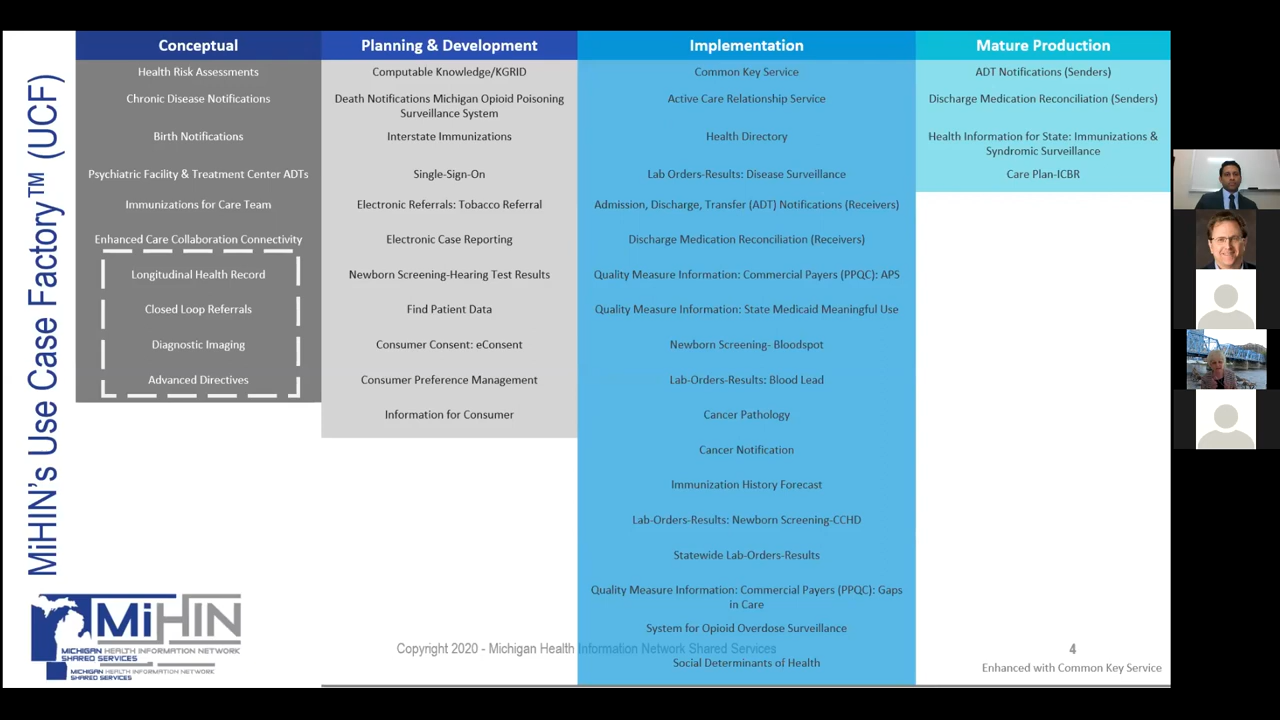 MiHIN's Use Case Factory™ (UCF)
Conceptual
Health Risk Assessments
Chronic Disease Notifications
Birth Notifications
Psychiatric Facility & Treatment Center ADTs
Immunizations for Care Team
Enhanced Care Collaboration Connectivity
Longitudinal Health Record
Closed Loop Referrals
Diagnostic Imaging
Advanced Directives
Planning & Development
Computable Knowledge/KGRID
Death Notifications Michigan Opioid Poisoning
Surveillance System
Interstate Immunizations
Single-Sign-On
Electronic Referrals: Tobacco Referral
Electronic Case Reporting
Newborn Screening-Hearing Test Results
Find Patient Data
Consumer Consent: eConsent
Consumer Preference Management
Information for Consumer
Implementation
Common Key Service
Active Care Relationship Service
Health Directory
Lab Orders-Results: Disease Surveillance
Admission, Discharge, Transfer (ADT) Notifications (Receivers)
Discharge Medication Reconciliation (Receivers)
Quality Measure Information: Commercial Payers (PPQC): APS
Quality Measure Information: State Medicaid Meaningful Use
Newborn Screening- Bloodspot
Lab-Orders-Results: Blood Lead
Cancer Pathology
Cancer Notification
Immunization History Forecast
Lab-Orders-Results: Newborn Screening-CCHD
Statewide Lab-Orders-Results
Quality Measure Information: Commercial Payers (PPQC): Gaps
in Care
System for Opioid Overdose Surveillance
Social Determinants of Health
Mature Production
ADT Notifications (Senders)
Discharge Medication Reconciliation (Senders)
Health Information for State: Immunizations &
Syndromic Surveillance
Care Plan-ICBR
MiHIN
MICHIGAN HEALTH INFORMATION NETWORK
SHARED SERVICES
MICHIGAN HEALTH INFORMATION NETWORK
SHARED SERVICES
Copyright 2020 - Michigan Health Information Network Shared Services
4
Enhanced with Common Key Service